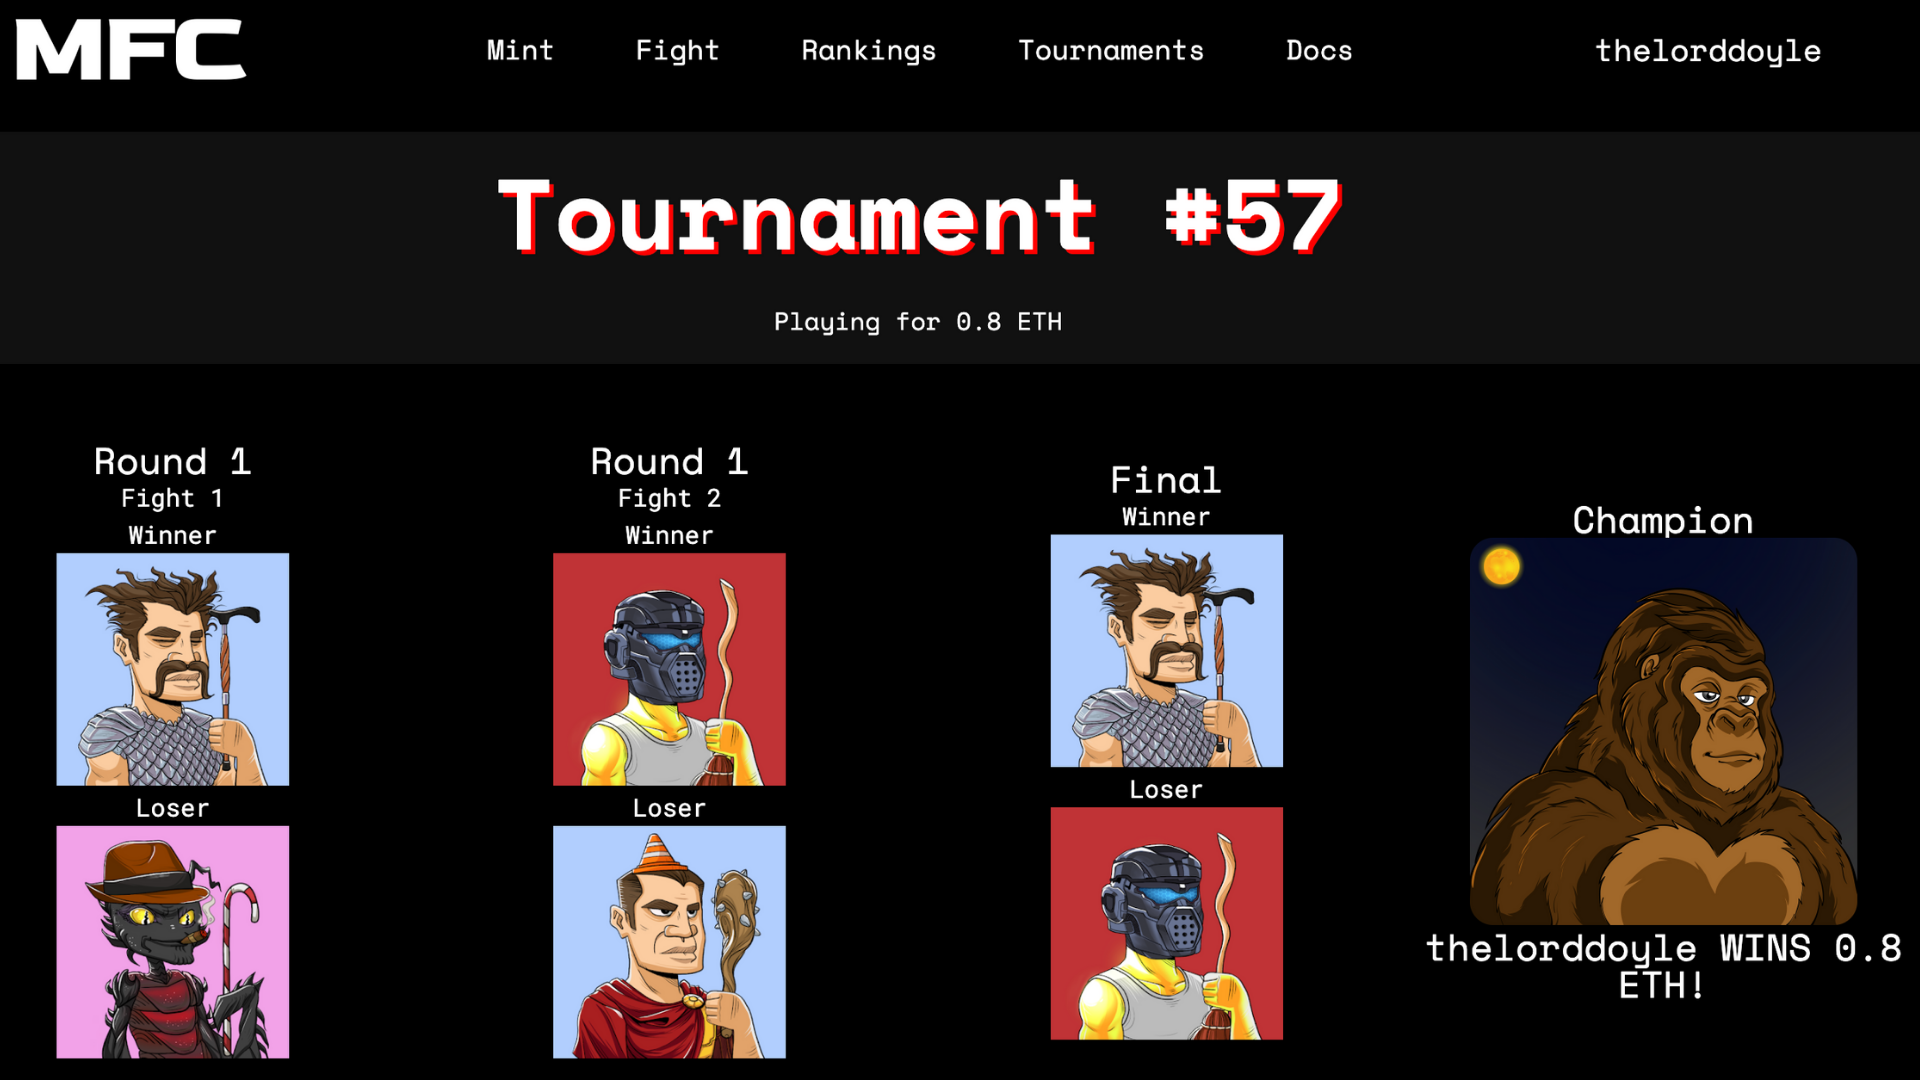 MFC
Mint
Fight
Rankings
Tournaments
Docs
thelorddoyle
Tournament #57
Playing for 0.8 ETH
Round 1
Fight 1
Winner
Loser
Round 1
Fight 2
Winner
Loser
Final
Winner
Loser
Champion
thelorddoyle WINS 0.8
ETH!